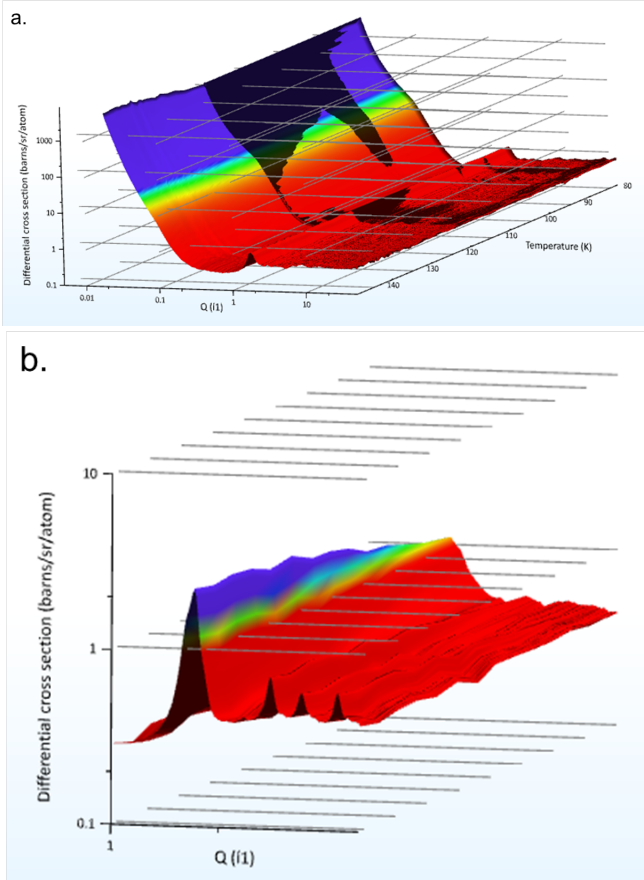 a.
Differential cross section (barns/sr/atom)
1000
100
10
1
0.1
0.01
0.1
1
10
Q (í1)
80
90
100
110
120
130
140
Temperature (K)
b.
Differential cross section (barns/sr/atom)
10
1
0.1
1
Q (í1)